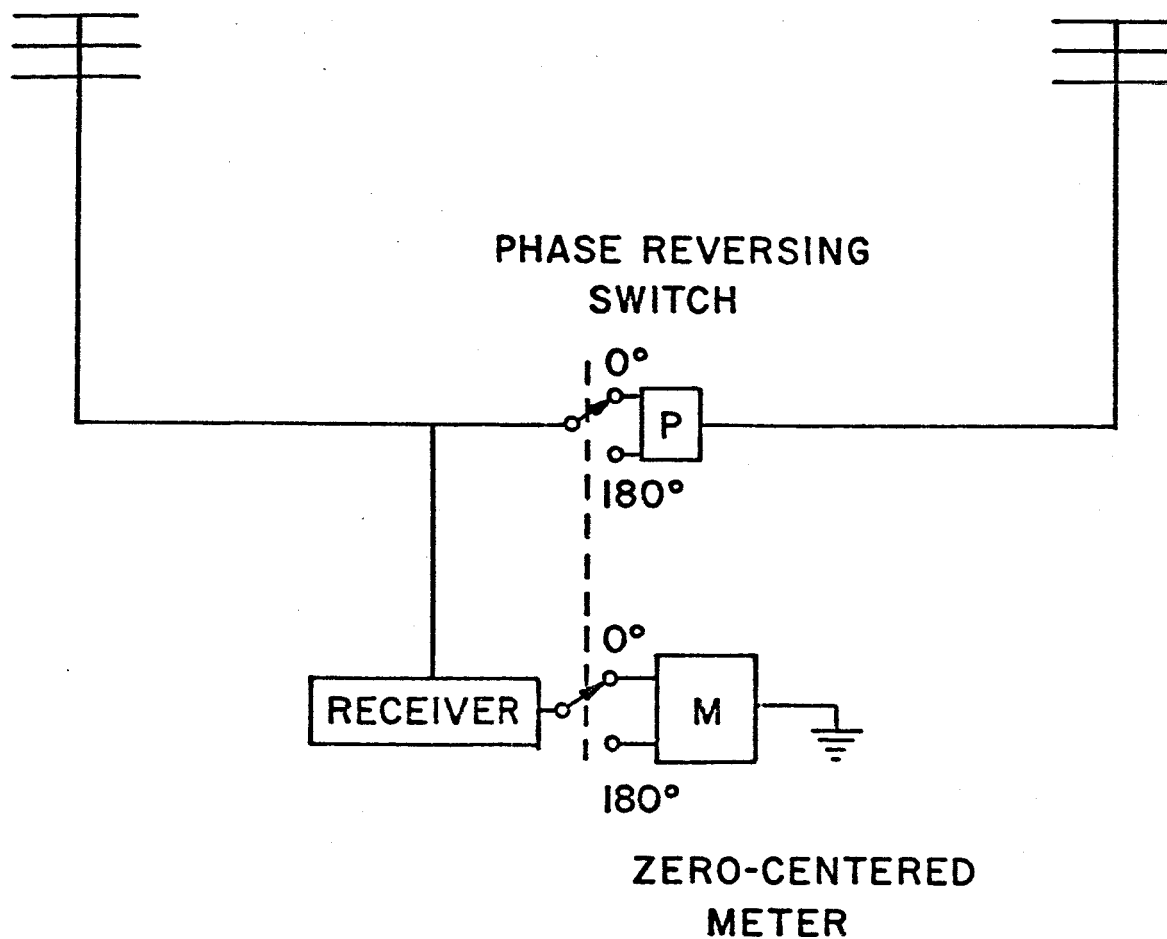 PHASE REVERSING
SWITCH
0°
P
180°
0°
RECEIVER
M
180°
ZERO-CENTERED
METER